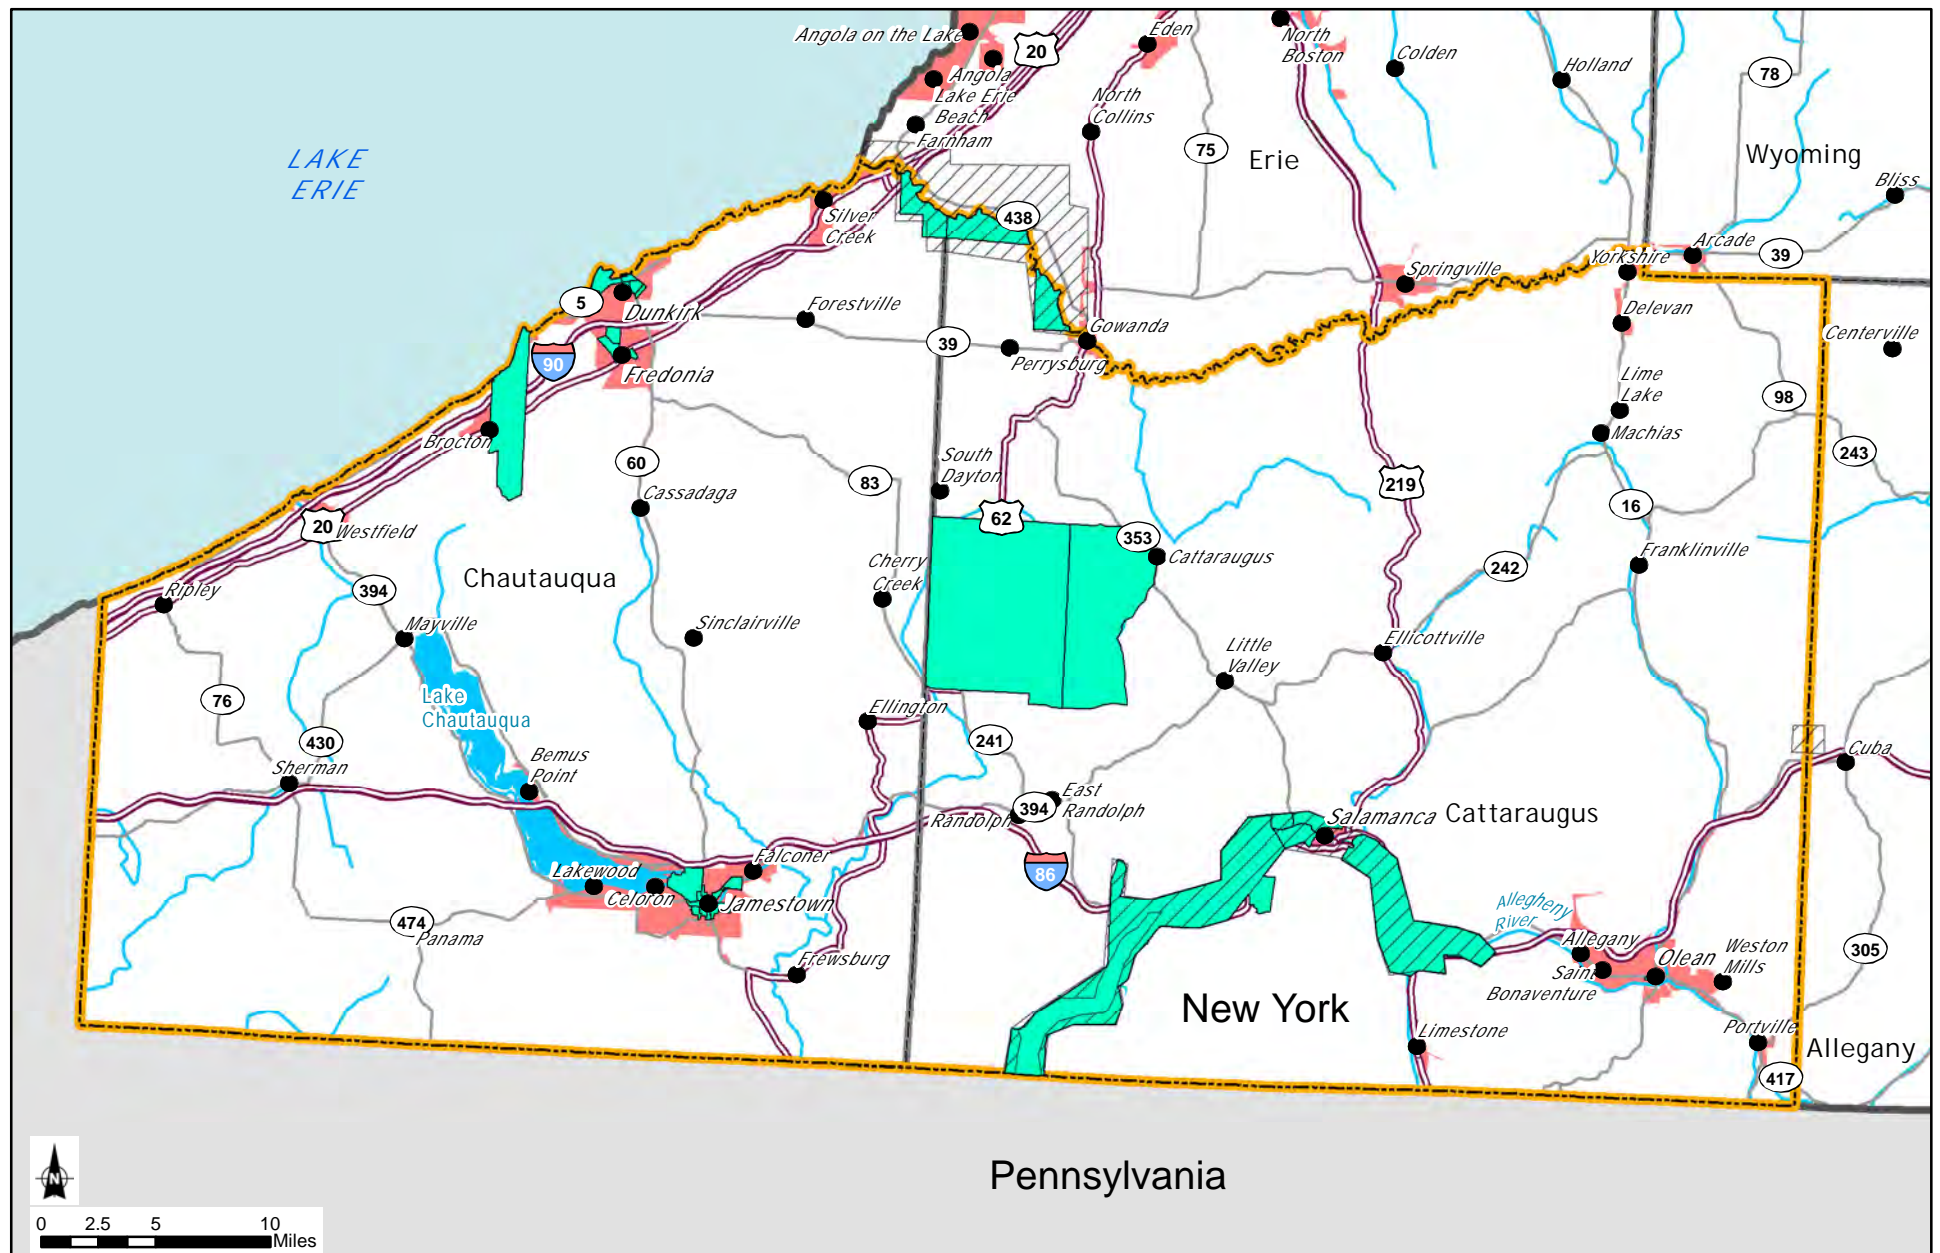 Angola on the Lake
20
Eden
North
Boston
Colden
Holland
78
Angola
Lake Erie
Beach
North
Collins
Farnham
75
Erie
Wyoming
LAKE
ERIE
Bliss
Silver
Creek
438
Arcade
39
Yorkshire
Springville
5
Dunkirk
Forestville
Delevan
Gowanda
Centerville
39
Perrysburg
90
Fredonia
Lime
Lake
98
Brocton
Machias
243
60
83
South
Dayton
219
Cassadaga
16
20
Westfield
62
353
Cattaraugus
Franklinville
242
Chautauqua
Cherry
Creek
Ripley
394
Mayville
Sinclairville
Ellicottville
Little
Valley
76
Lake
Chautauqua
Ellington
430
241
Cuba
Sherman
Bemus
Point
394
East
Randolph
Randolph
Salamanca
Cattaraugus
Falconer
86
Lakewood
Celoron
Jamestown
Allegheny
River
474
Panama
Allegany
305
Olean
Weston
Mills
Saint
Bonaventure
Frewsburg
New York
Limestone
Portville
Allegany
417
Pennsylvania
N
0 2.5 5 10
Miles